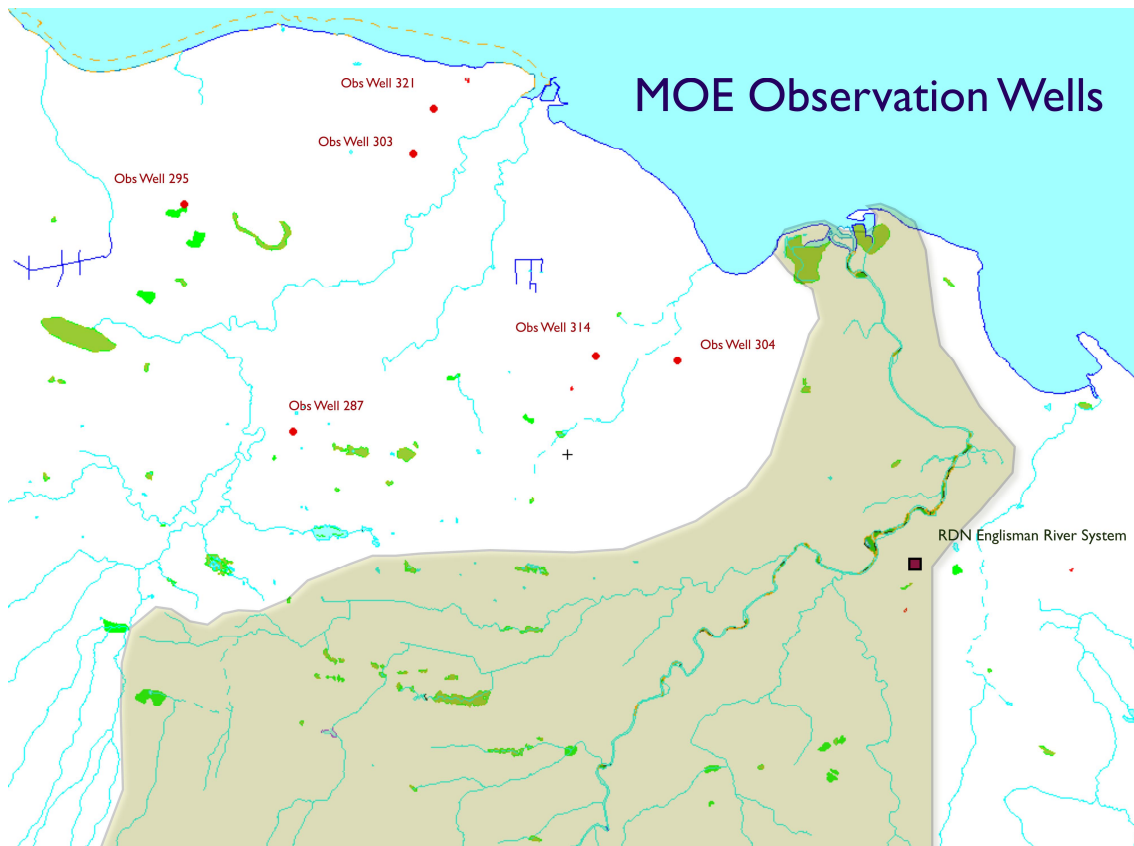 MOE Observation Wells
Obs Well 321
Obs Well 303
Obs Well 295
Obs Well 314
Obs Well 304
Obs Well 287
RDN Englisman River System